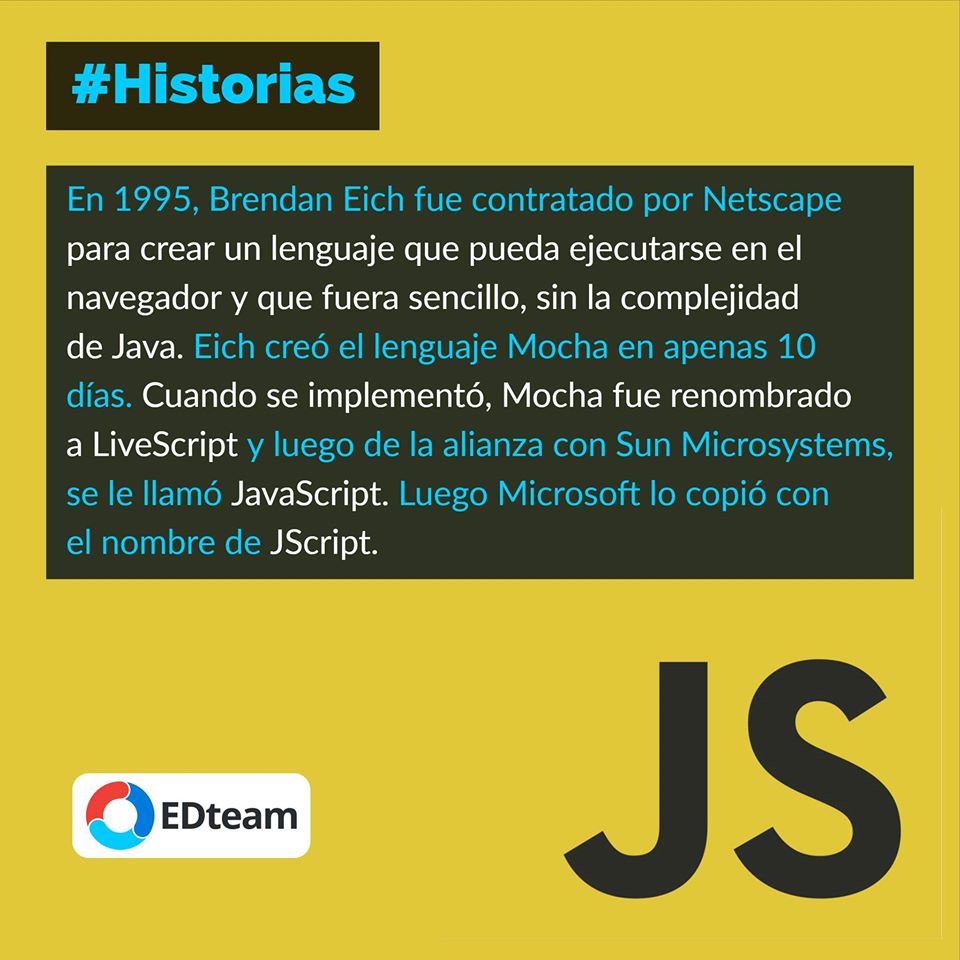 #Historias
En 1995, Brendan Eich fue contratado por Netscape
para crear un lenguaje que pueda ejecutarse en el
navegador y que fuera sencillo, sin la complejidad
de Java. Eich creó el lenguaje Mocha en apenas 10
días. Cuando se implementó, Mocha fue renombrado
a LiveScript y luego de la alianza con Sun Microsystems,
se le llamó JavaScript. Luego Microsoft lo copió con
el nombre de JScript.
EDteam
JS